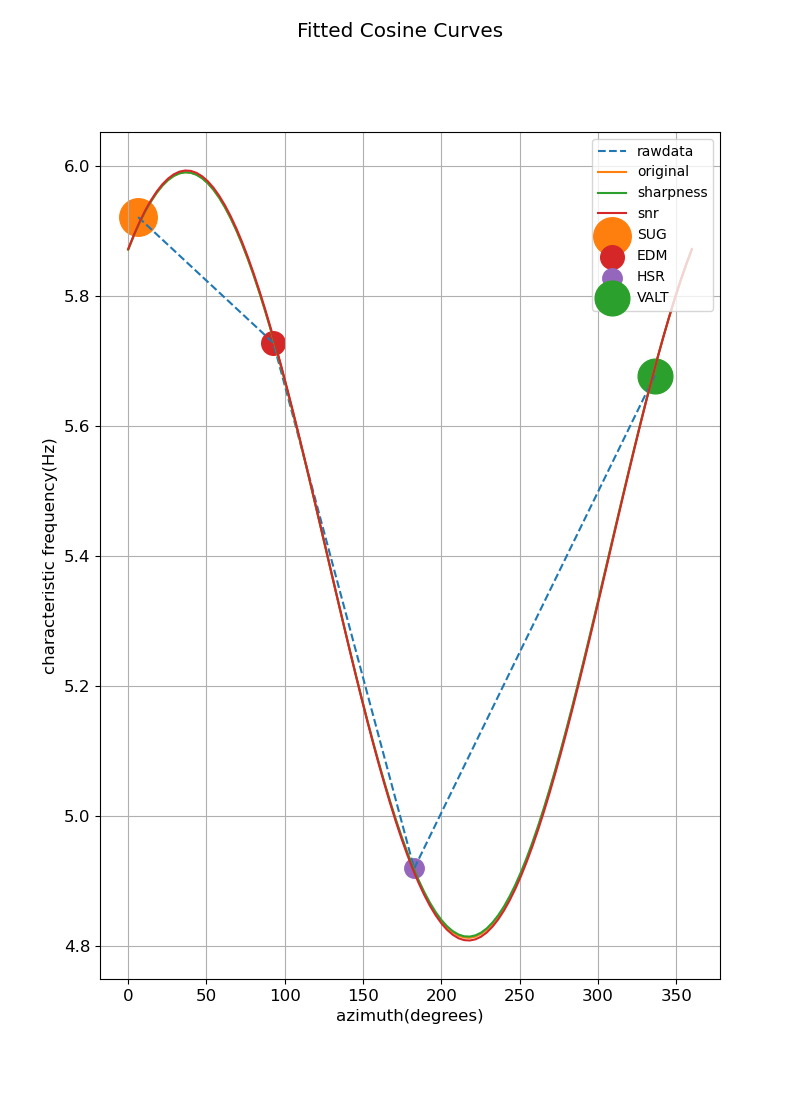 Fitted Cosine Curves
rawdata
original
sharpness
snr
SUG
EDM
HSR
VALT
6.0
5.8
5.6
5.4
5.2
5.0
4.8
characteristic frequency(Hz)
0 50 100 150 200 250 300 350
azimuth(degrees)